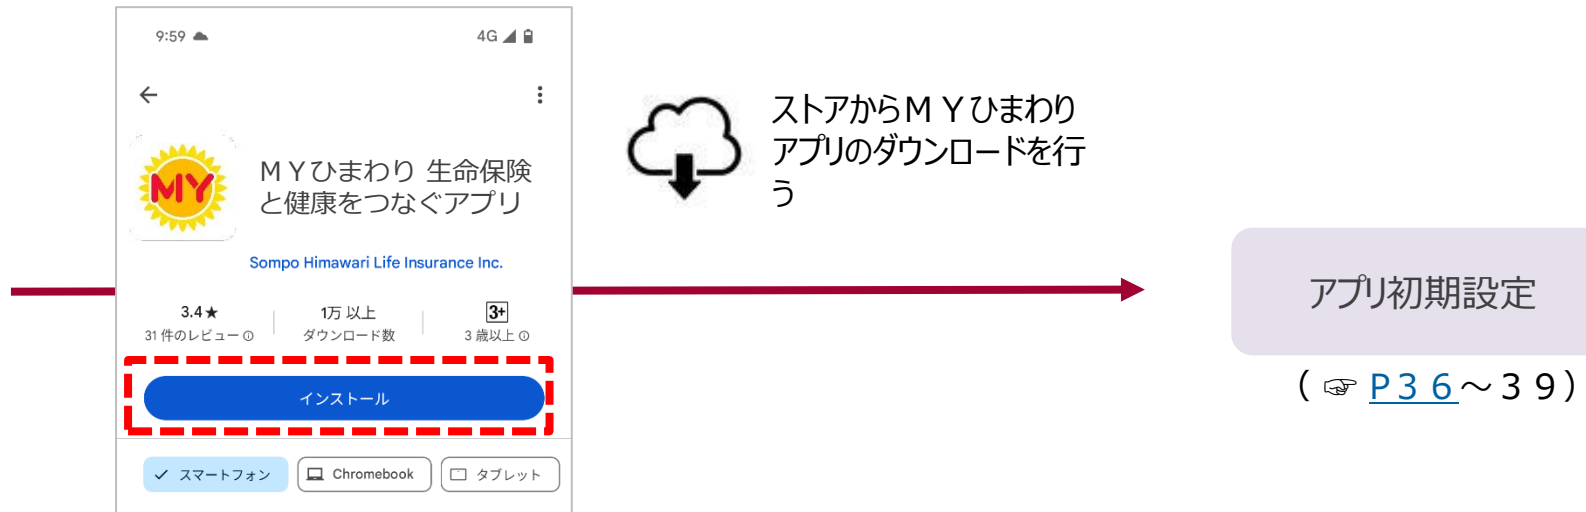 9:59
4G
MY
ＭＹひまわり 生命保険
と健康をつなぐアプリ
Sompo Himawari Life Insurance Inc.
3.4★
31 件のレビュー
1万 以上
ダウンロード数
3+
3 歳以上
インストール
スマートフォン
Chromebook
タブレット
ストアからＭＹひまわり
アプリのダウンロードを行
う
アプリ初期設定
（☞ Ｐ３６～３９）